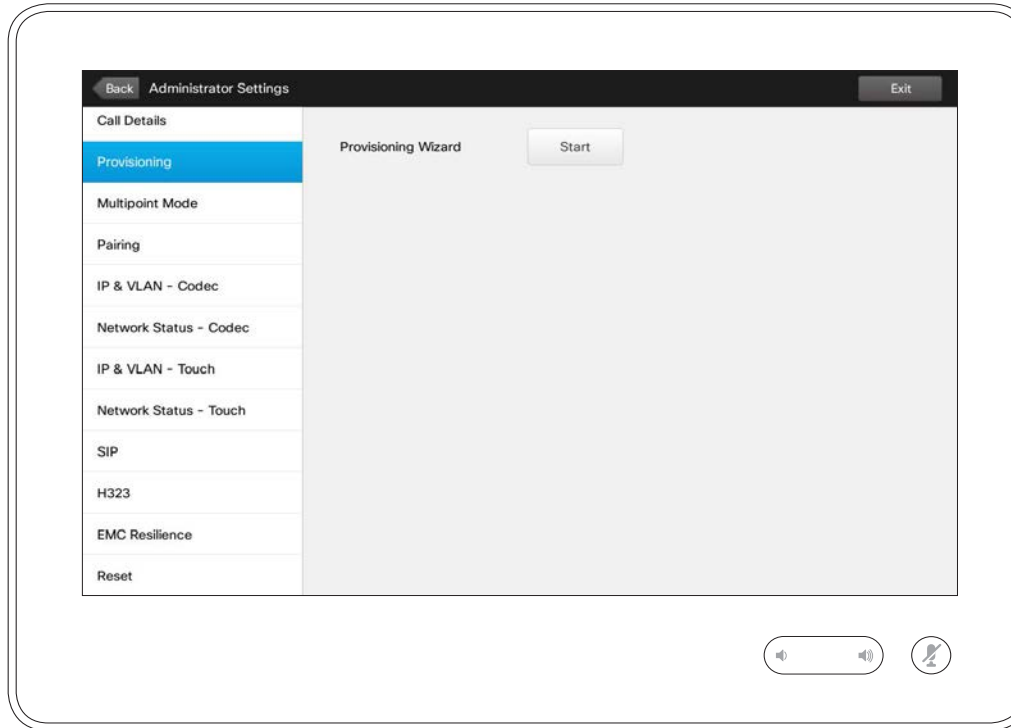 Back Administrator Settings Exit
Call Details
Provisioning
Provisioning Wizard Start
Multipoint Mode
Pairing
IP & VLAN - Codec
Network Status - Codec
IP & VLAN - Touch
Network Status - Touch
SIP
H323
EMC Resilience
Reset